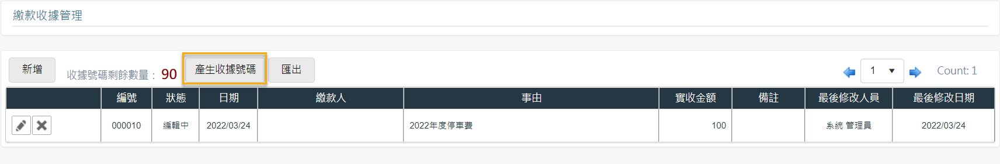 繳款收據管理
新增 收據號碼剩餘數量： 90 產生收據號碼 匯出 1 Count: 1
編號 狀態 日期 繳款人 事由 實收金額 備註 最後修改人員 最後修改日期
000010 編輯中 2022/03/24 2022年度停車費 100 系統 管理員 2022/03/24